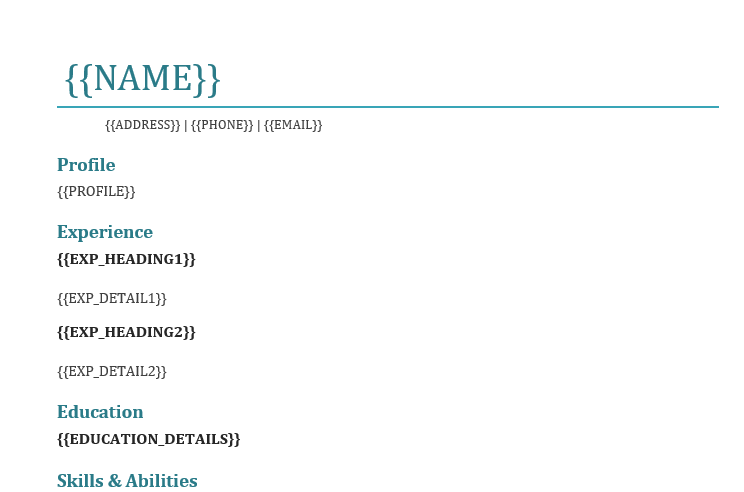 {{NAME}}
{{ADDRESS}} | {{PHONE}} | {{EMAIL}}
Profile
{{PROFILE}}
Experience
{{EXP_HEADING1}}
{{EXP_DETAIL1}}
{{EXP_HEADING2}}
{{EXP_DETAIL2}}
Education
{{EDUCATION_DETAILS}}
Skills & Abilities